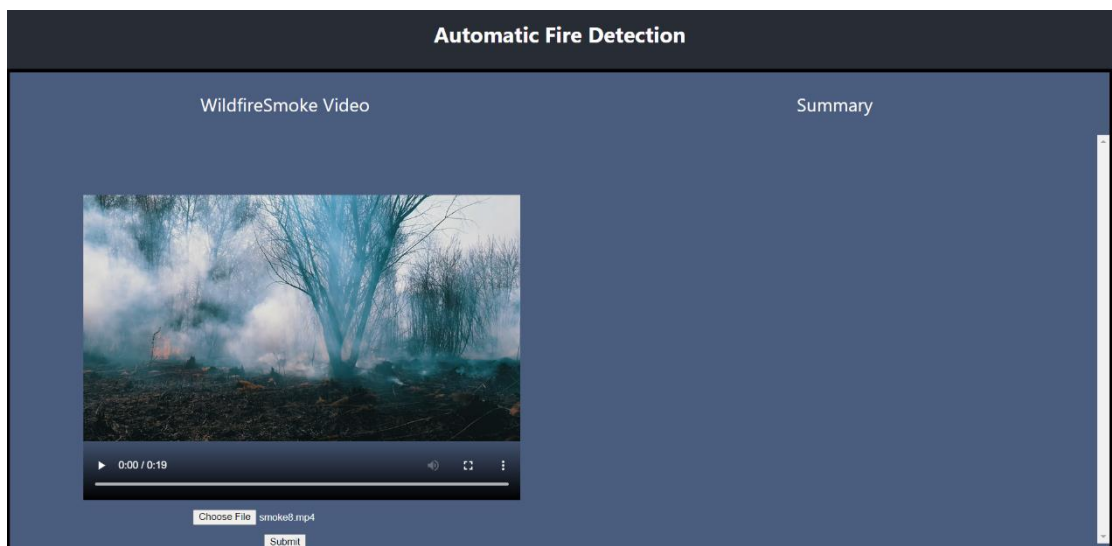 Automatic Fire Detection
WildfireSmoke Video
Summary
0:00 / 0:19
Choose File smoke8.mp4
Submit